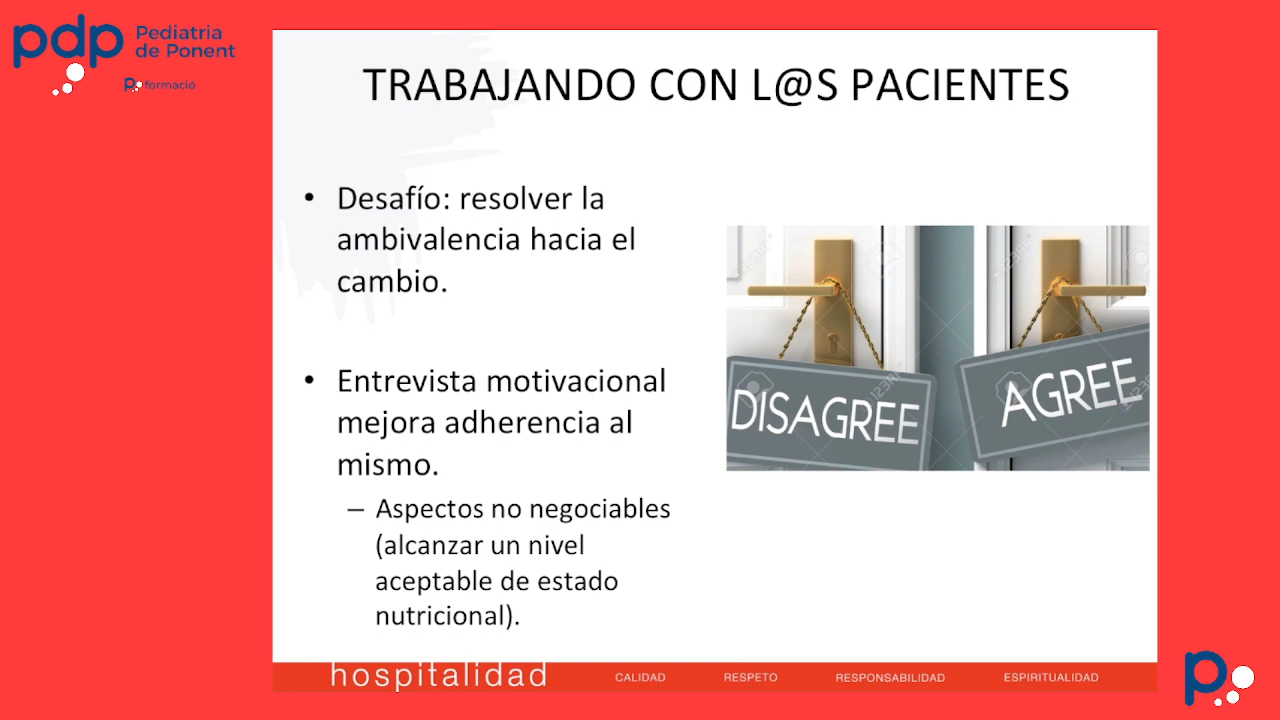 pdp Pediatria
de Ponent
p formació
TRABAJANDO CON L@S PACIENTES
• Desafío: resolver la
ambivalencia hacia el
cambio.
• Entrevista motivacional
mejora adherencia al
mismo.
– Aspectos no negociables
(alcanzar un nivel
aceptable de estado
nutricional).
DISAGREE
AGREE
123RF
hospitalidad
CALIDAD
RESPETO
RESPONSABILIDAD
ESPIRITUALIDAD
p